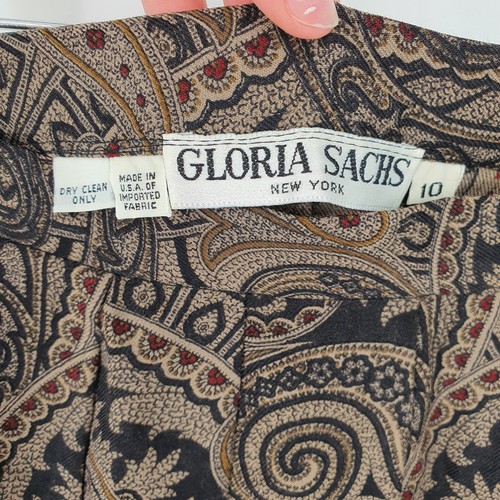 DRY CLEAN
ONLY
MADE IN
U.S.A. OF
IMPORTED
FABRIC
GLORIA SACHS
NEW YORK
10